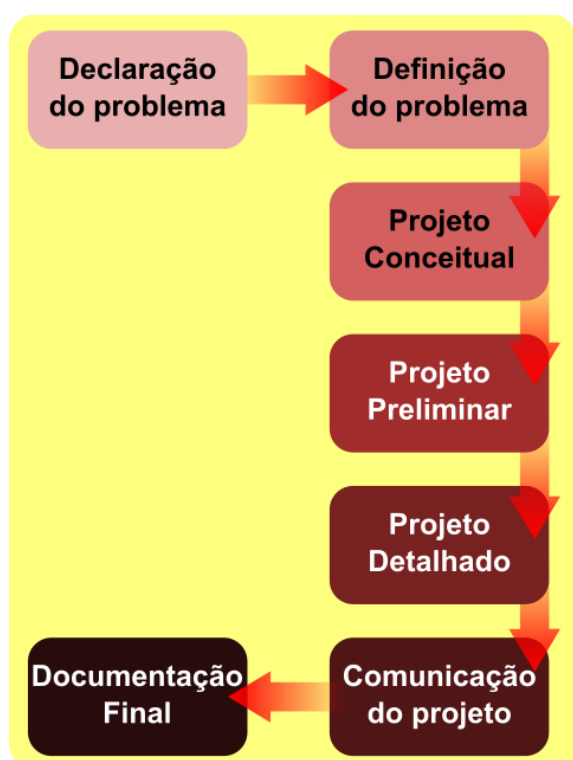 Declaração
do problema
Definição
do problema
Projeto
Conceitual
Projeto
Preliminar
Projeto
Detalhado
Comunicação
do projeto
Documentação
Final